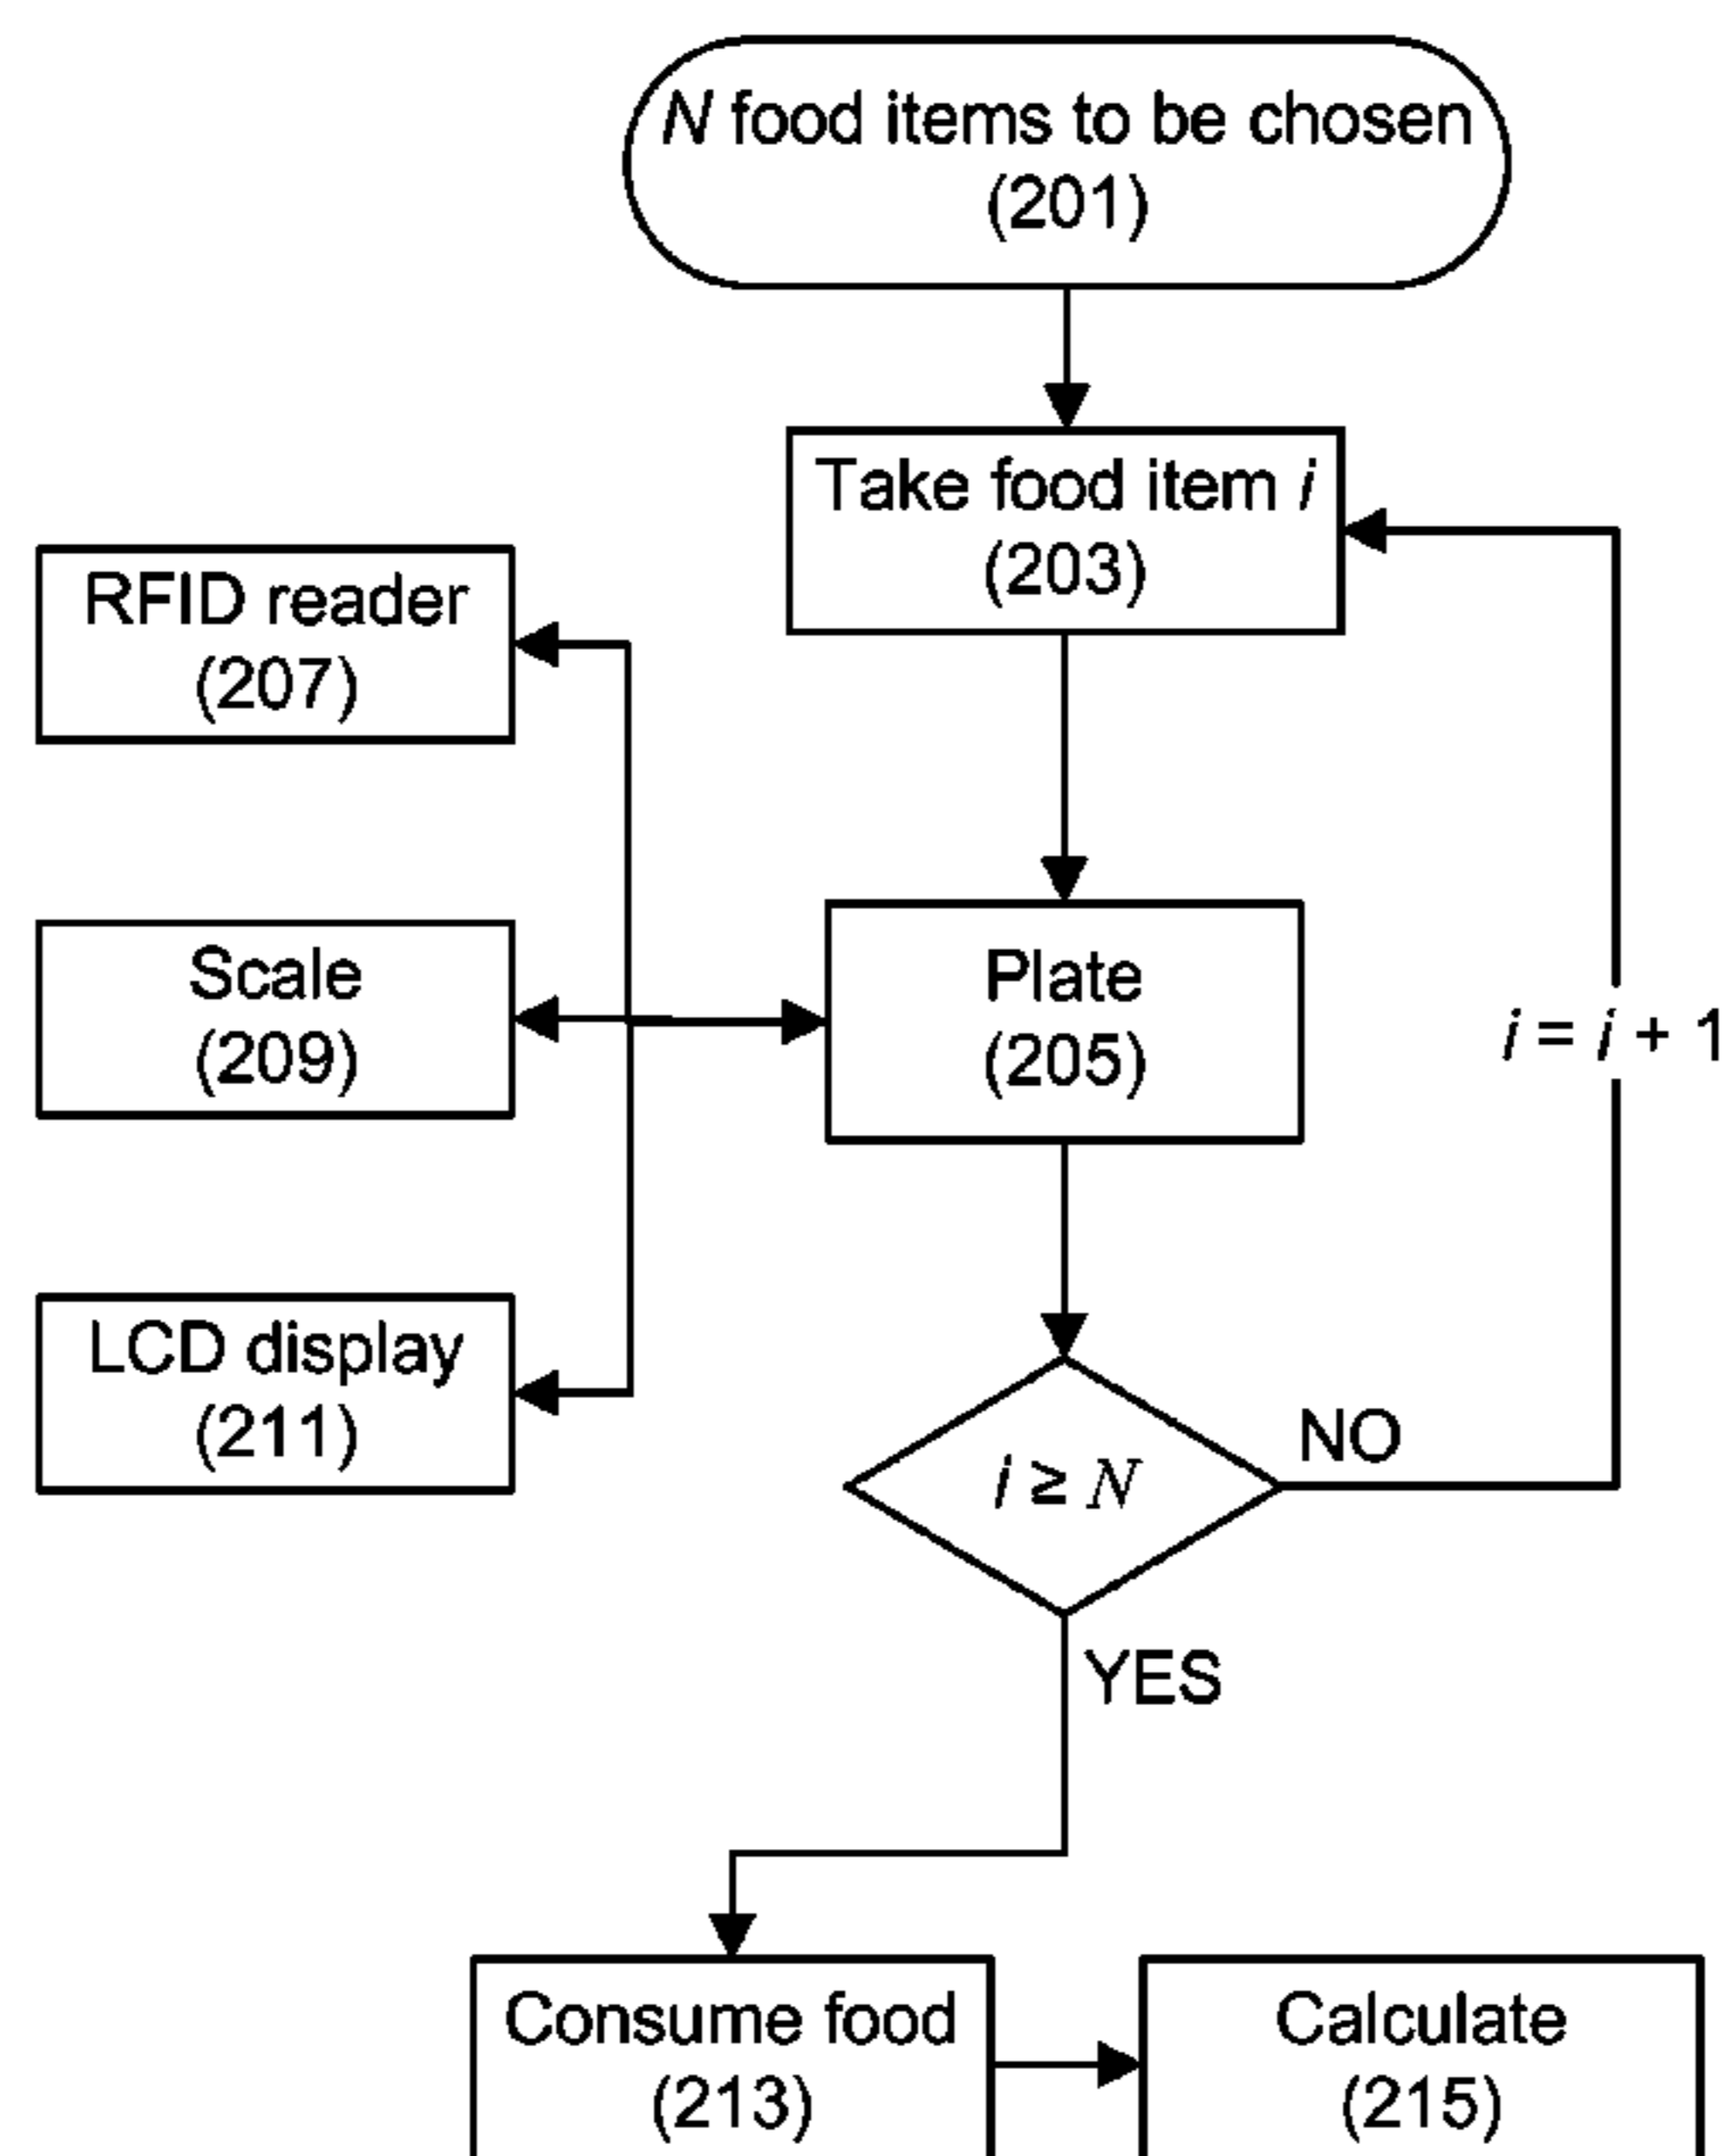 N food items to be chosen
(201)
Take food item i
(203)
RFID reader
(207)
Scale
(209)
Plate
(205)
i = i + 1
LCD display
(211)
i ≥ N
NO
YES
Consume food
(213)
Calculate
(215)